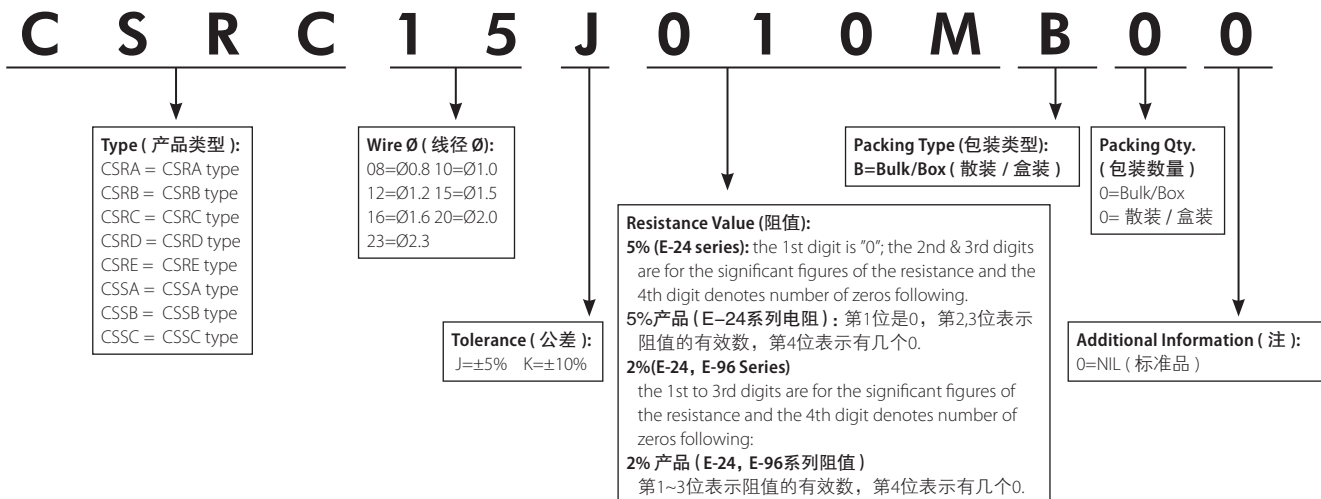 C S R C 1 5 J 0 1 0 M B 0 0
Type ( 产品类型 ):
CSRA = CSRA type
CSRB = CSRB type
CSRC = CSRC type
CSRD = CSRD type
CSRE = CSRE type
CSSA = CSSA type
CSSB = CSSB type
CSSC = CSSC type
Wire Ø ( 线径 Ø):
08=Ø0.8 10=Ø1.0
12=Ø1.2 15=Ø1.5
16=Ø1.6 20=Ø2.0
23=Ø2.3
Tolerance ( 公差 ):
J=±5% K=±10%
Resistance Value (阻值):
5% (E-24 series): the 1st digit is "0"; the 2nd & 3rd digits
are for the significant figures of the resistance and the
4th digit denotes number of zeros following.
5%产品 ( E-24系列电阻 ) : 第1位是0，第2,3位表示
阻值的有效数，第4位表示有几个0.
2%(E-24, E-96 Series)
the 1st to 3rd digits are for the significant figures of
the resistance and the 4th digit denotes number of
zeros following:
2% 产品 ( E-24, E-96系列阻值 )
第1~3位表示阻值的有效数，第4位表示有几个0.
Packing Type (包装类型):
B=Bulk/Box ( 散装 / 盒装 )
Packing Qty.
( 包装数量 )
0=Bulk/Box
0= 散装 / 盒装
Additional Information ( 注 ):
0=NIL ( 标准品 )